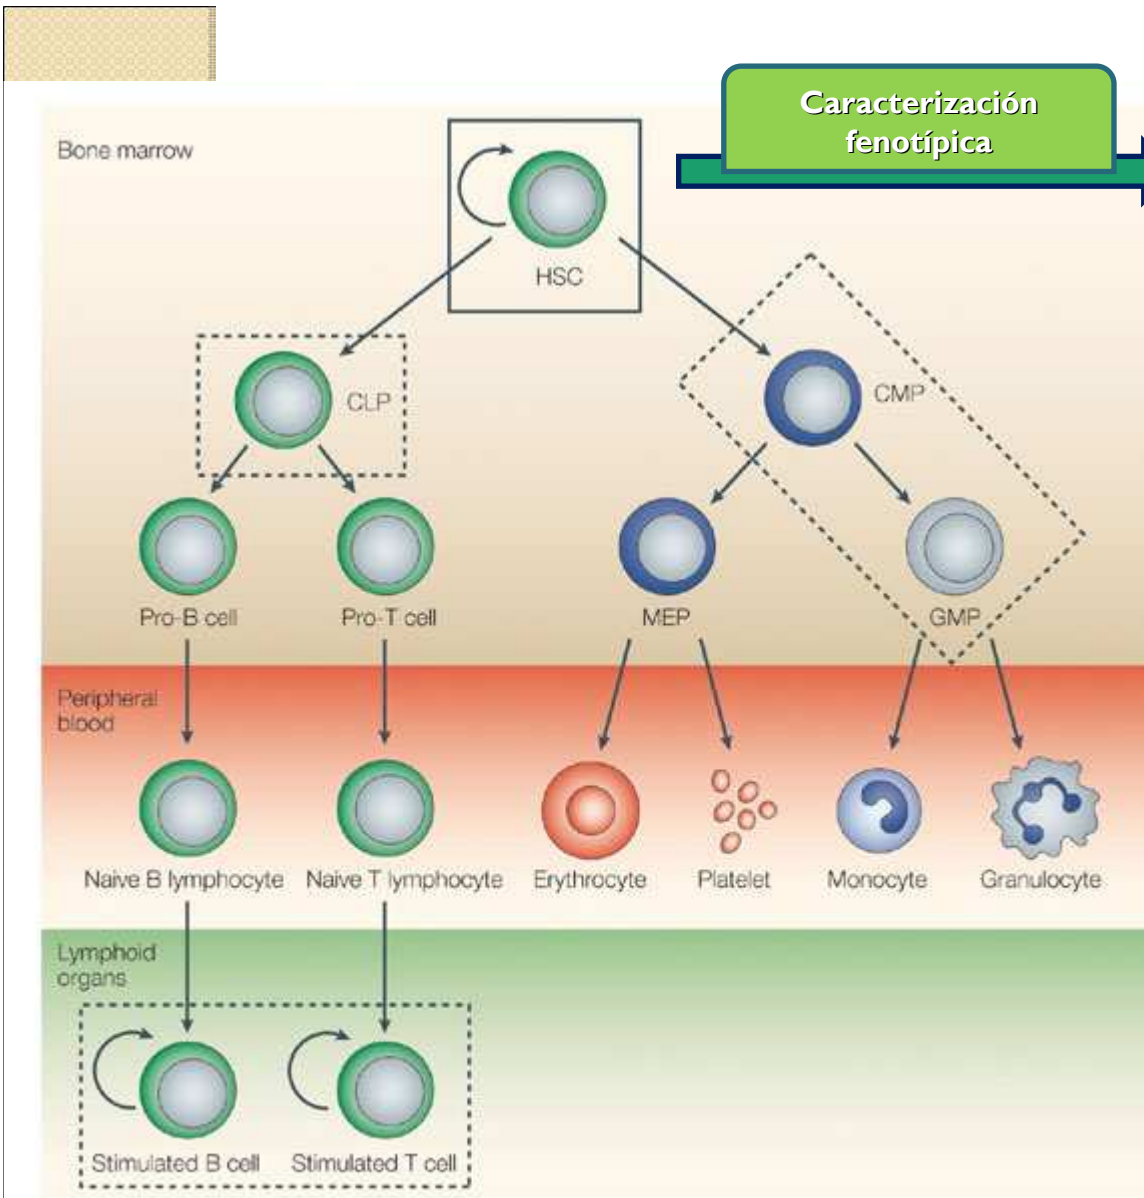 Caracterización
fenotípica
Bone marrow
HSC
CLP
CMP
Pro-B cell
Pro-T cell
MEP
GMP
Peripheral
blood
Naive B lymphocyte
Naive T lymphocyte
Erythrocyte
Platelet
Monocyte
Granulocyte
Lymphoid
organs
Stimulated B cell
Stimulated T cell